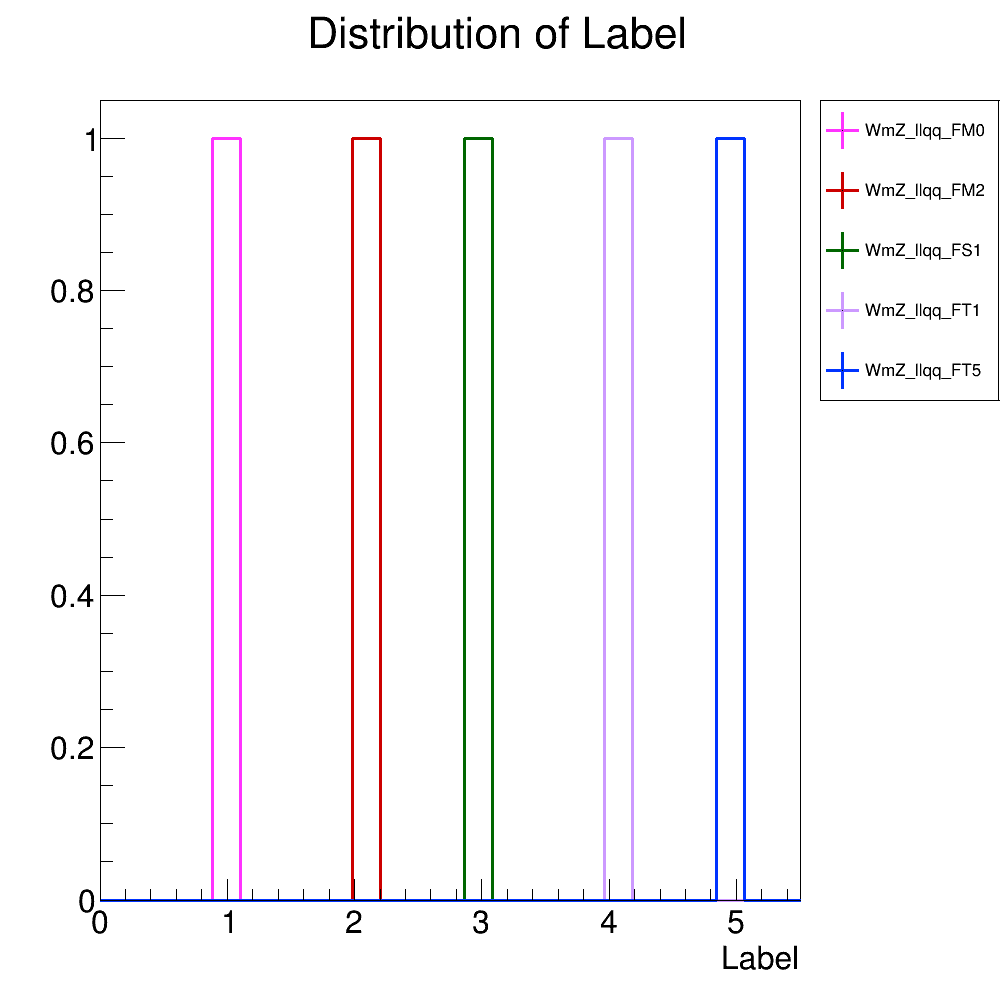 Distribution of Label
1
0.8
0.6
0.4
0.2
0
0 1 2 3 4 5
Label
WmZ_llqq_FM0
WmZ_llqq_FM2
WmZ_llqq_FS1
WmZ_llqq_FT1
WmZ_llqq_FT5